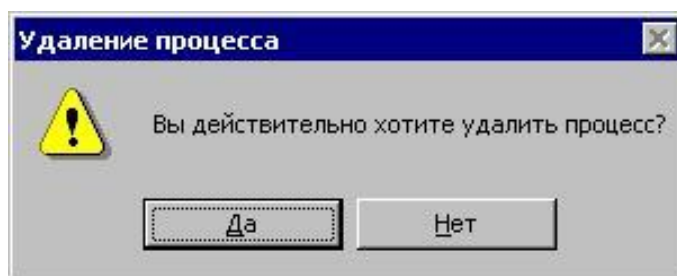 Удаление процесса
Вы действительно хотите удалить процесс?
Да
Нет